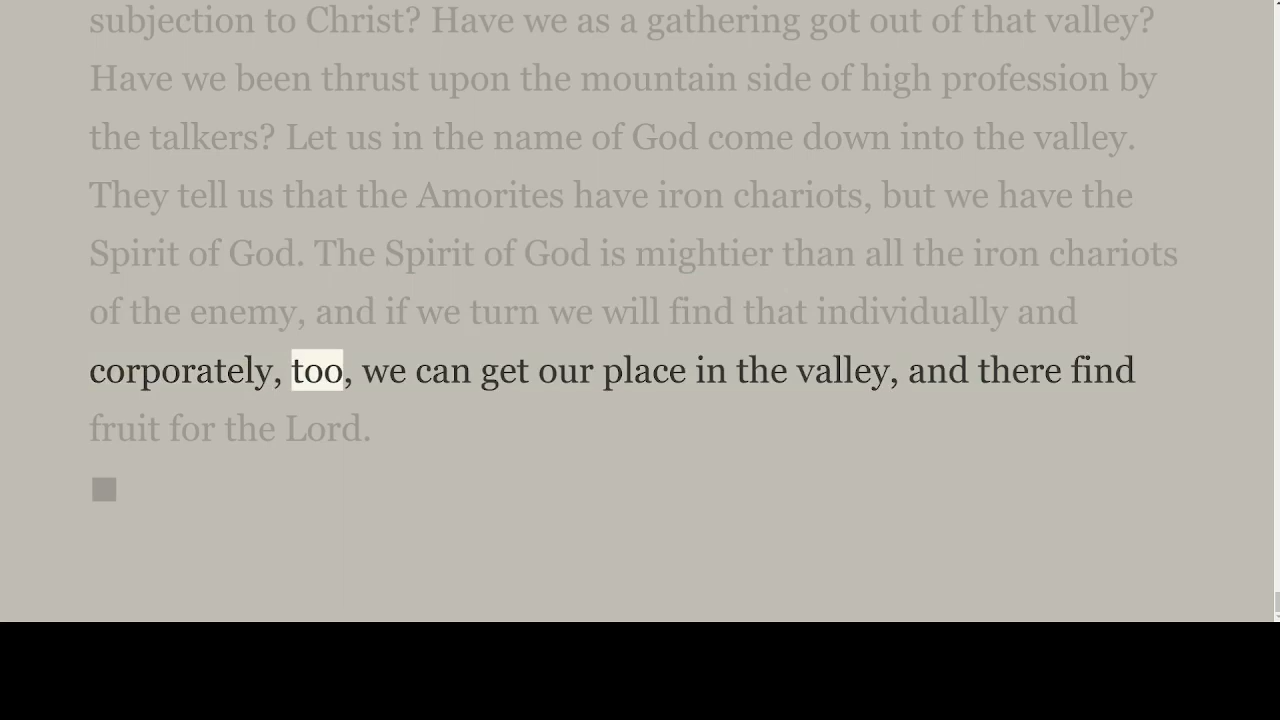 subjection to Christ? Have we as a gathering got out of that valley?
Have we been thrust upon the mountain side of high profession by
the talkers? Let us in the name of God come down into the valley.
They tell us that the Amorites have iron chariots, but we have the
Spirit of God. The Spirit of God is mightier than all the iron chariots
of the enemy, and if we turn we will find that individually and
corporately, too, we can get our place in the valley, and there find
fruit for the Lord.